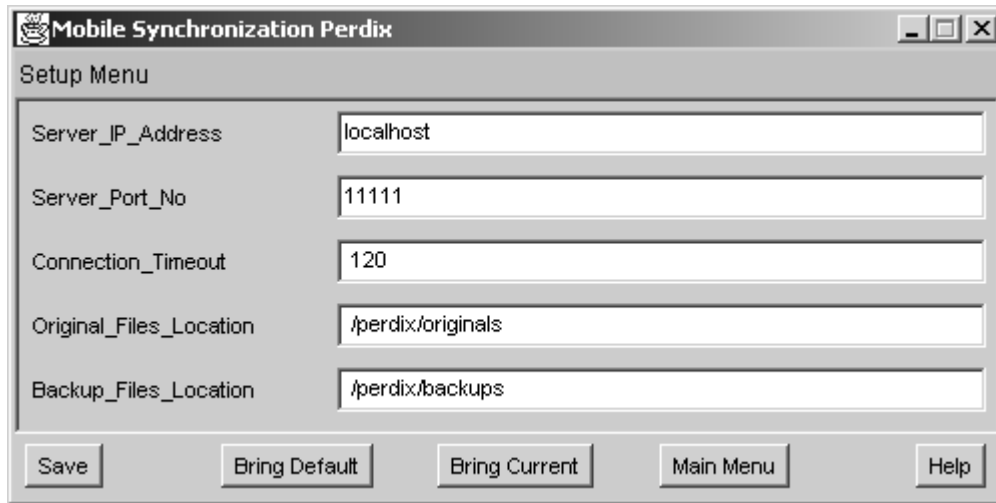 Mobile Synchronization Perdix
Setup Menu
Server_IP_Address localhost
Server_Port_No 11111
Connection_Timeout 120
Original_Files_Location /perdix/originals
Backup_Files_Location /perdix/backups
Save Bring Default Bring Current Main Menu Help